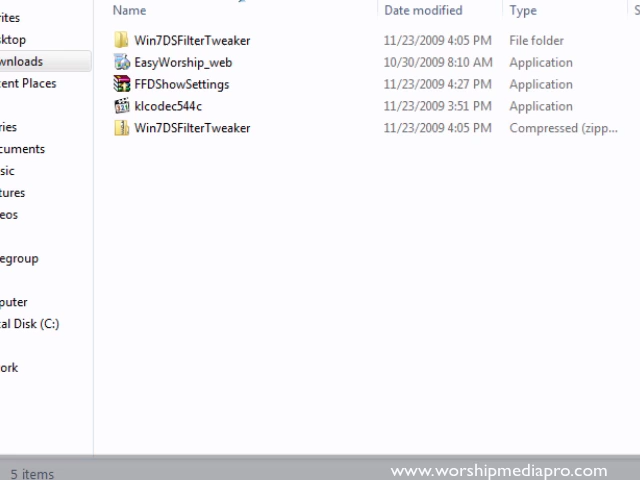 Name Date modified Type S
Win7DSFilterTweaker 11/23/2009 4:05 PM File folder
EasyWorship_web 10/30/2009 8:10 AM Application
FFDShowSettings 11/23/2009 4:27 PM Application
klcodec544c 11/23/2009 3:51 PM Application
Win7DSFilterTweaker 11/23/2009 4:05 PM Compressed (zipp...
rites
sktop
wnloads
cent Places
ries
cuments
sic
tures
eos
egroup
puter
cal Disk (C:)
ork
5 items
www.worshipmediapro.com